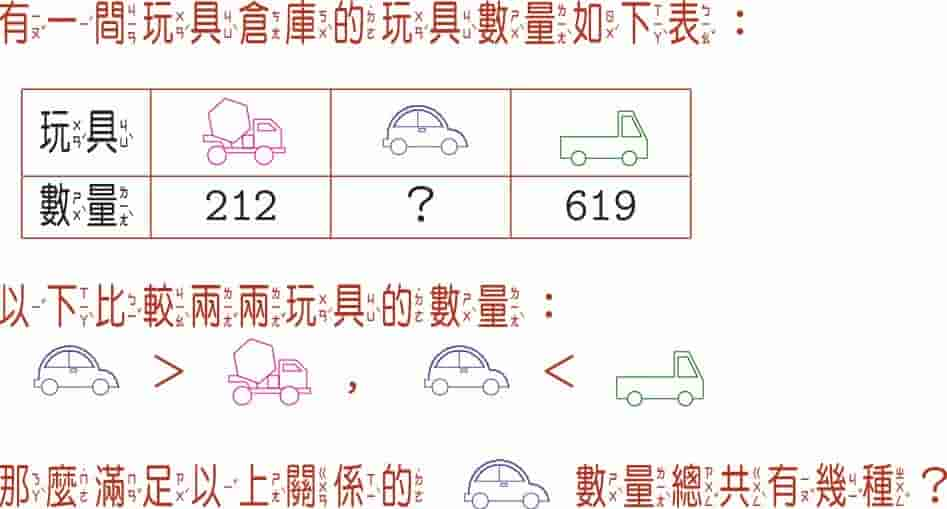 有一間玩具倉庫的玩具數量如下表：
玩具
數量 212 ? 619
以下比較兩兩玩具的數量：
> , <
那麼滿足以上關係的 數量總共有幾種？